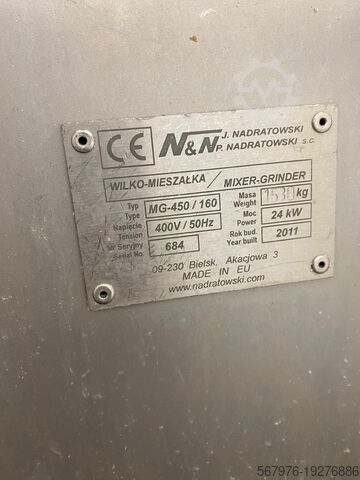 CE N&N J. NADRATOWSKI
P. NADRATOWSKI s.c.
WILKO-MIESZAŁKA / MIXER-GRINDER
Typ
Type MG-450 / 160 Masa
Weight 1530 kg
Napięcie
Tension 400V / 50Hz Moc
Power 24 kW
Nr Seryjny
Serial No. 684 Rok bud.
Year built 2011
09-230 Bielsk, Akacjowa 3
MADE IN EU
www.nadratowski.com
567976-19276886